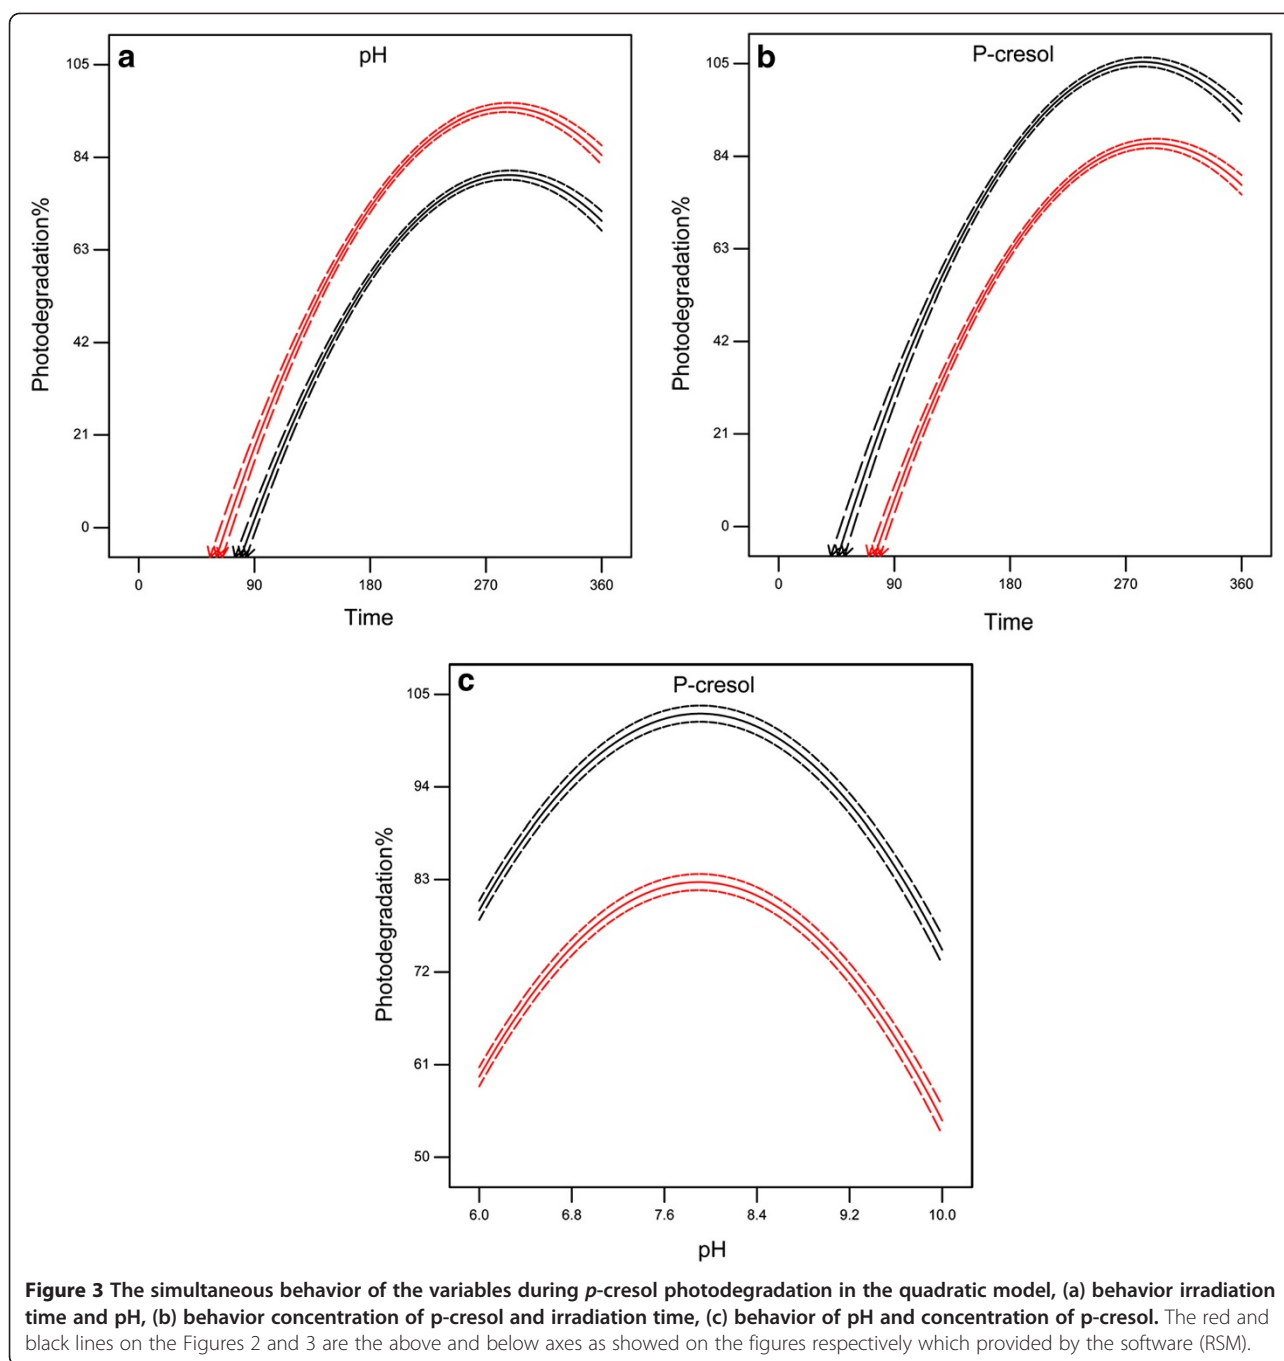 a
pH
105
84
63
42
21
0
Photodegradation%
0 90 180 270 360
Time
b
P-cresol
105
84
63
42
21
0
Photodegradation%
0 90 180 270 360
Time
c
P-cresol
105
94
83
72
61
50
Photodegradation%
6.0 6.8 7.6 8.4 9.2 10.0
pH
Figure 3 The simultaneous behavior of the variables during p-cresol photodegradation in the quadratic model, (a) behavior irradiation
time and pH, (b) behavior concentration of p-cresol and irradiation time, (c) behavior of pH and concentration of p-cresol. The red and
black lines on the Figures 2 and 3 are the above and below axes as showed on the figures respectively which provided by the software (RSM).